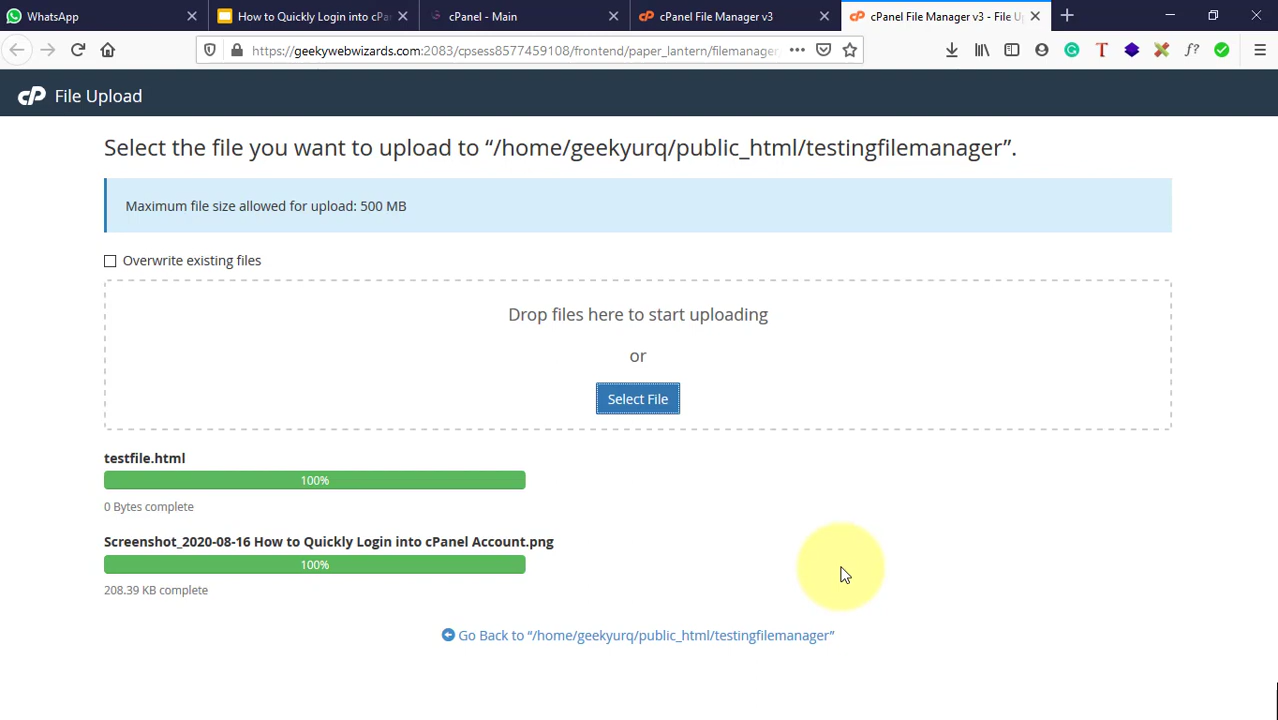 WhatsApp
How to Quickly Login into cPa
cPanel - Main
cPanel File Manager v3
cPanel File Manager v3 - File U
https://geekywebwizards.com:2083/cpsess8577459108/frontend/paper_lantern/filemanager
cP File Upload
Select the file you want to upload to “/home/geekyurq/public_html/testingfilemanager”.
Maximum file size allowed for upload: 500 MB
Overwrite existing files
Drop files here to start uploading
or
Select File
testfile.html
100%
0 Bytes complete
Screenshot_2020-08-16 How to Quickly Login into cPanel Account.png
100%
208.39 KB complete
Go Back to “/home/geekyurq/public_html/testingfilemanager”